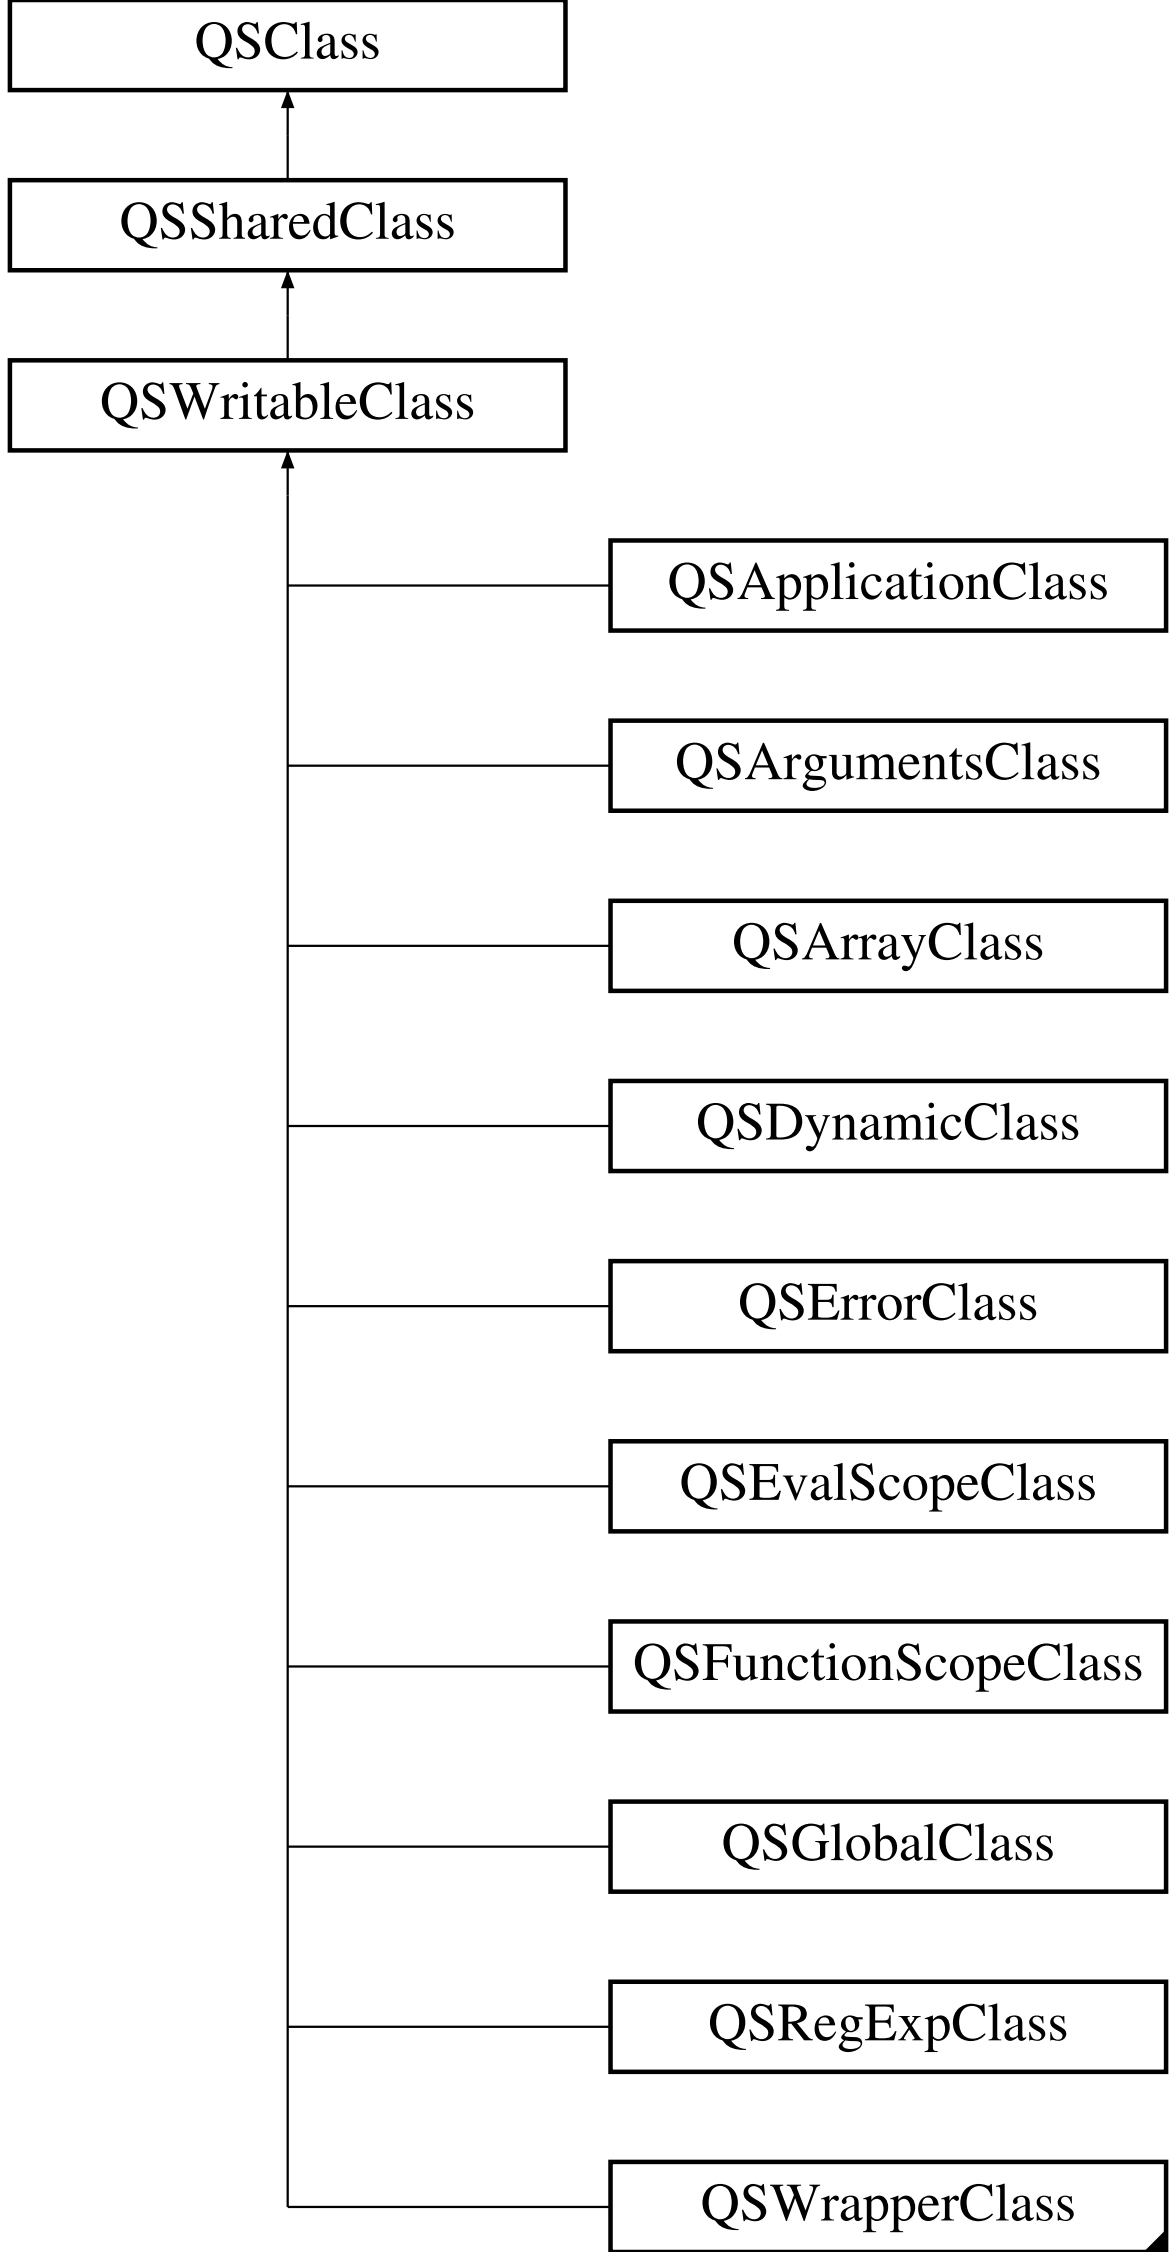 QSClass
QSSharedClass
QSWritableClass
QSApplicationClass
QSArgumentsClass
QSArrayClass
QSDynamicClass
QSErrorClass
QSEvalScopeClass
QSFunctionScopeClass
QSGlobalClass
QSRegExpClass
QSWrapperClass